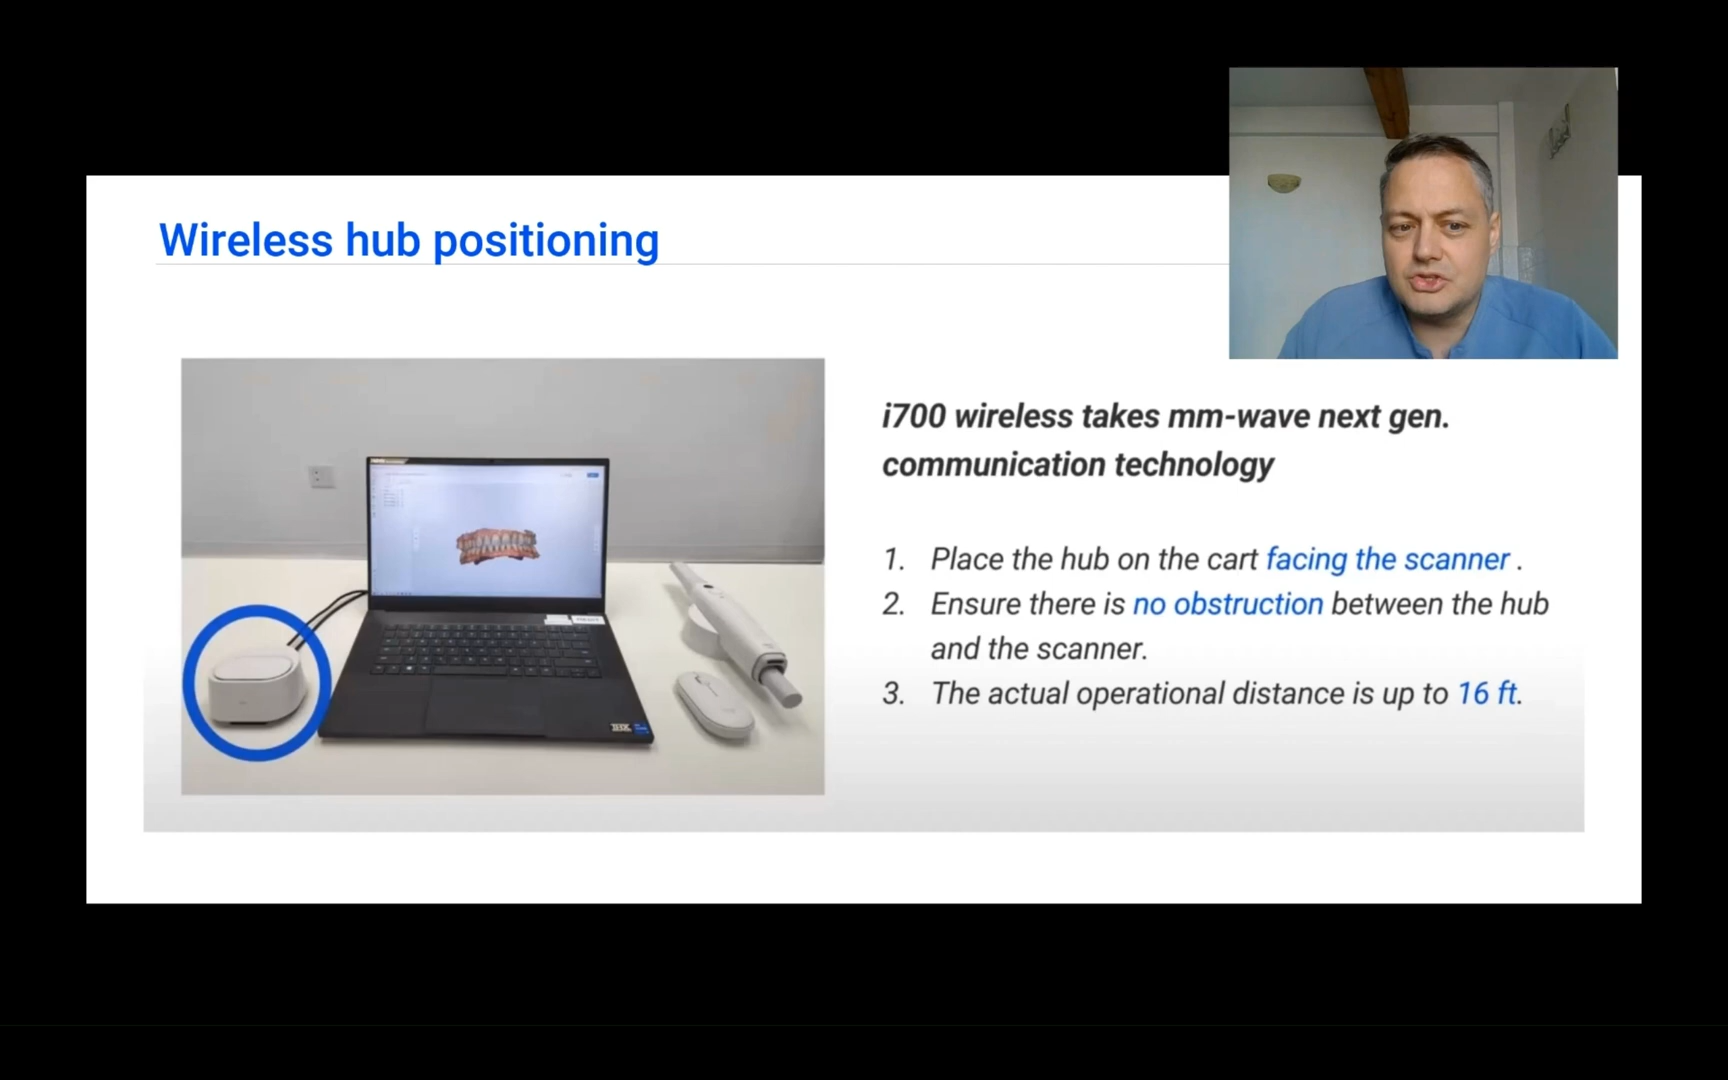 Wireless hub positioning
i700 wireless takes mm-wave next gen.
communication technology
1. Place the hub on the cart facing the scanner .
2. Ensure there is no obstruction between the hub
and the scanner.
3. The actual operational distance is up to 16 ft.